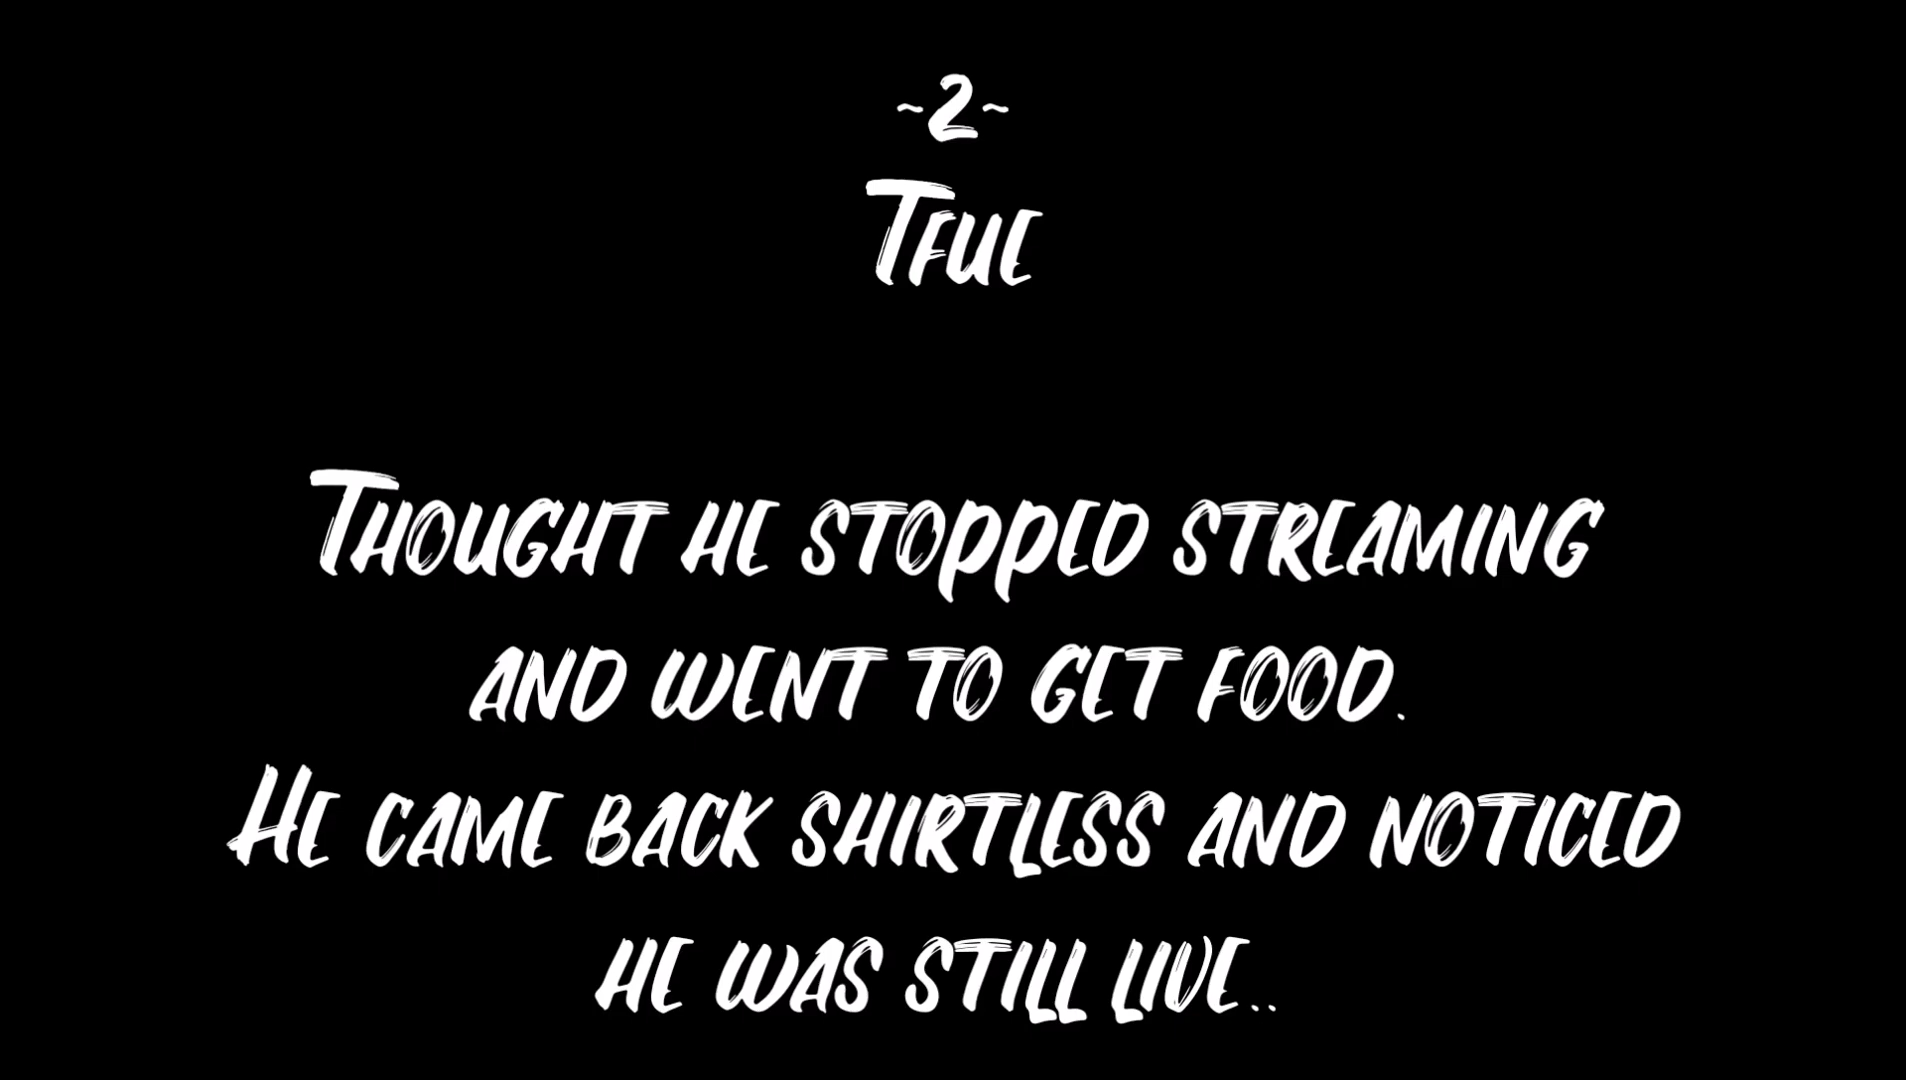 ~2~
Tfue
Thought he stopped streaming
and went to get food.
He came back shirtless and noticed
he was still live..